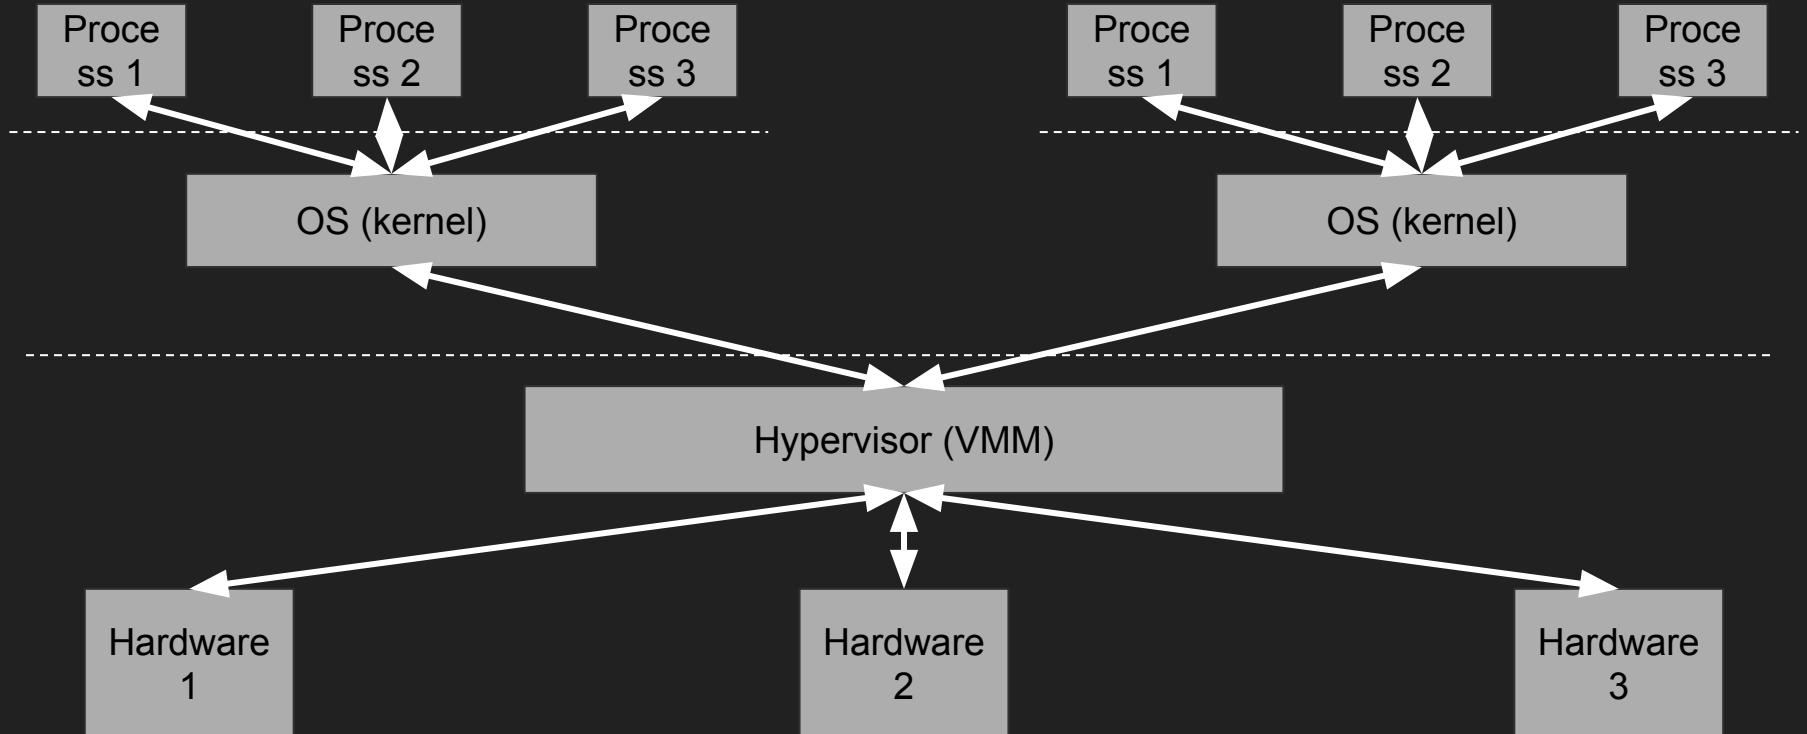 Proce
ss 1
Proce
ss 2
Proce
ss 3
Proce
ss 1
Proce
ss 2
Proce
ss 3
OS (kernel)
OS (kernel)
Hypervisor (VMM)
Hardware
1
Hardware
2
Hardware
3